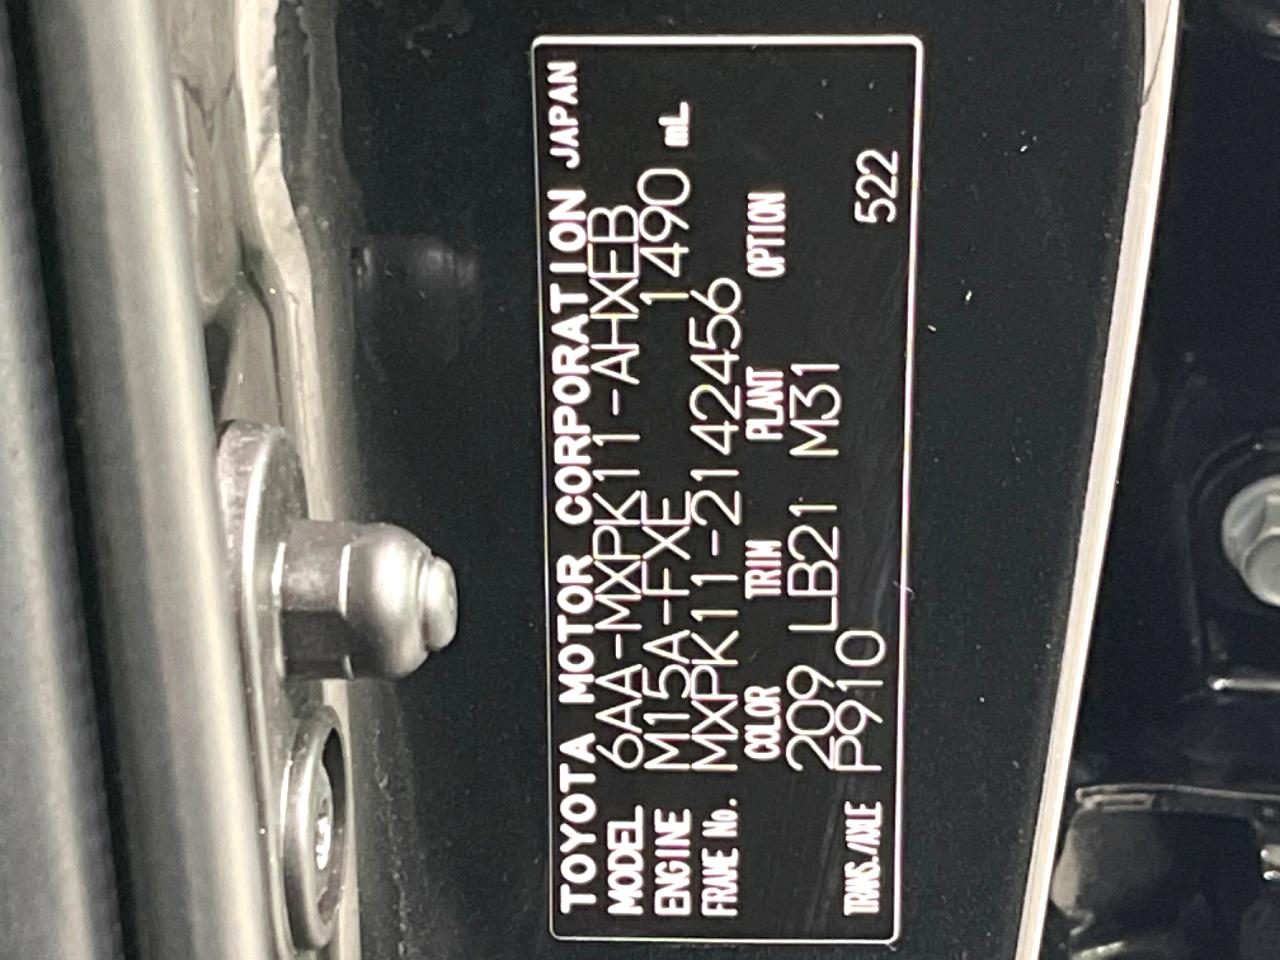 TOYOTA MOTOR CORPORATION JAPAN
MODEL 6AA-MXPK11-AHXEB
ENGINE M15A-FXE 1490 mL
FRAME No. MXPK11-2142456
COLOR TRIM PLANT OPTION
209 LB21 M31
TRANS./AXLE P910 522